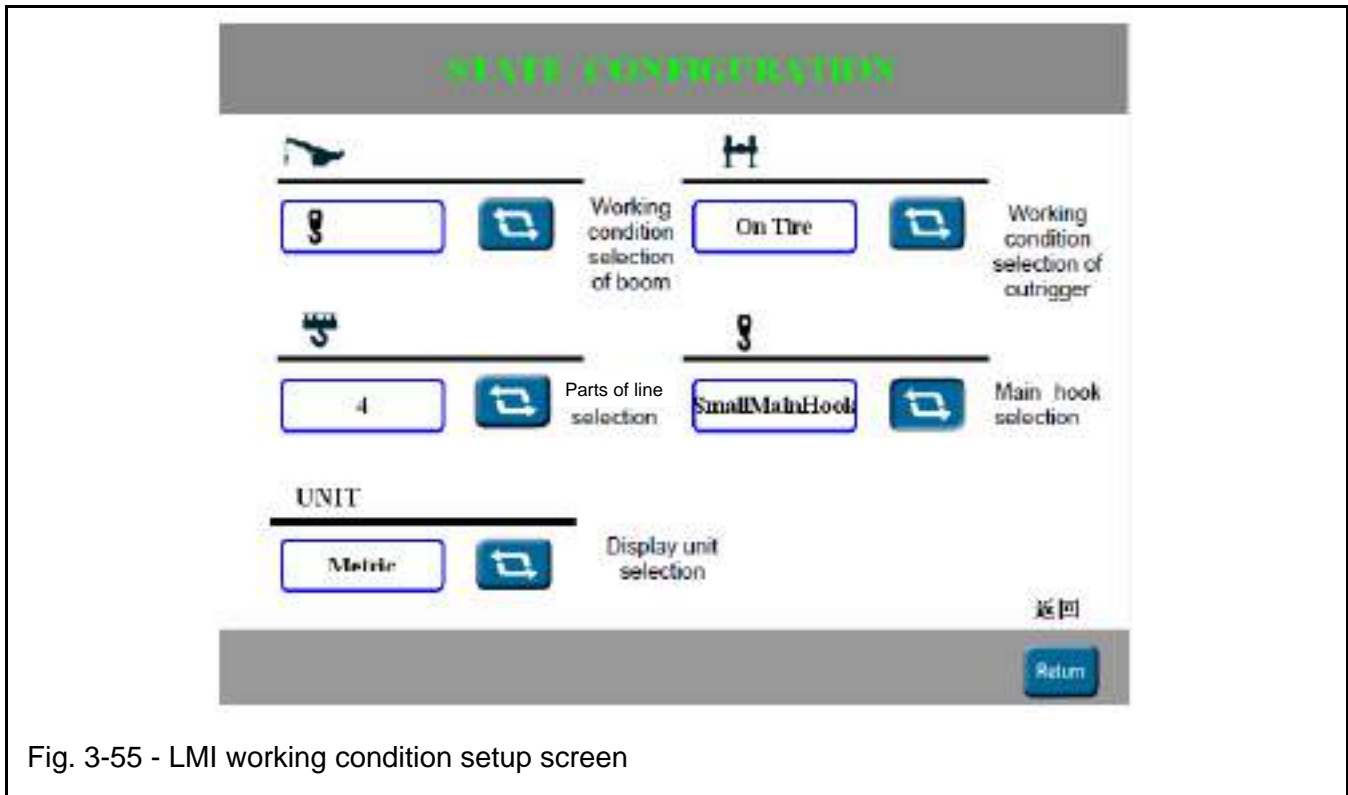 STATE CONFIGURATION
Working
condition
selection
of boom
On Tire
Working
condition
selection of
outrigger
4
Parts of line
selection
SmallMainHook
Main hook
selection
UNIT
Metric
Display unit
selection
返回
Return
Fig. 3-55 - LMI working condition setup screen